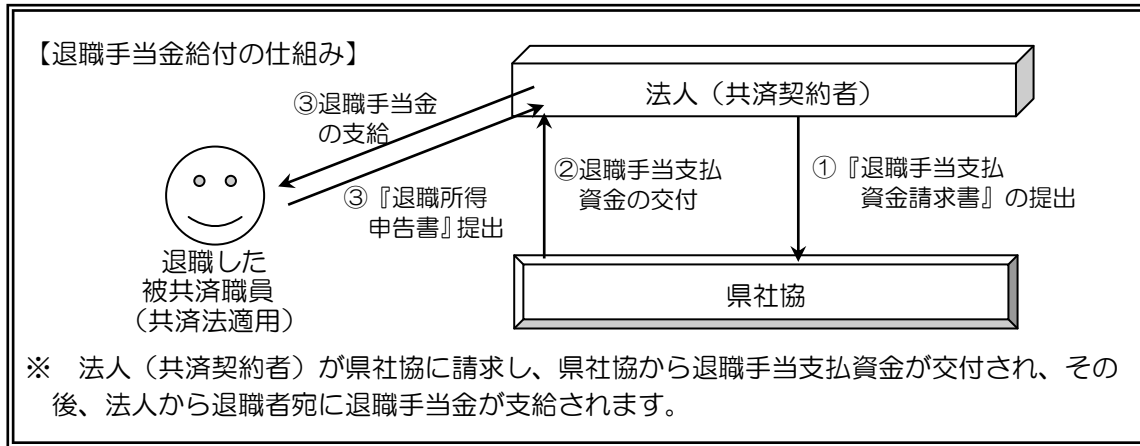 【退職手当金給付の仕組み】
法人（共済契約者）
③退職手当金
の支給
②退職手当支払
資金の交付
①『退職手当支払
資金請求書』の提出
③『退職所得
申告書』提出
退職した
被共済職員
（共済法適用）
県社協
※　法人（共済契約者）が県社協に請求し、県社協から退職手当支払資金が交付され、その
後、法人から退職者宛に退職手当金が支給されます。